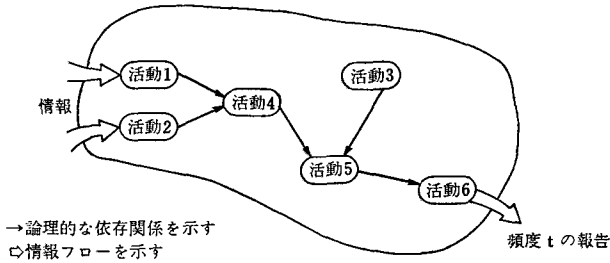 活動1
活動3
情報
活動4
活動2
活動5
活動6
→論理的な依存関係を示す
⇨情報フローを示す
頻度 t の報告